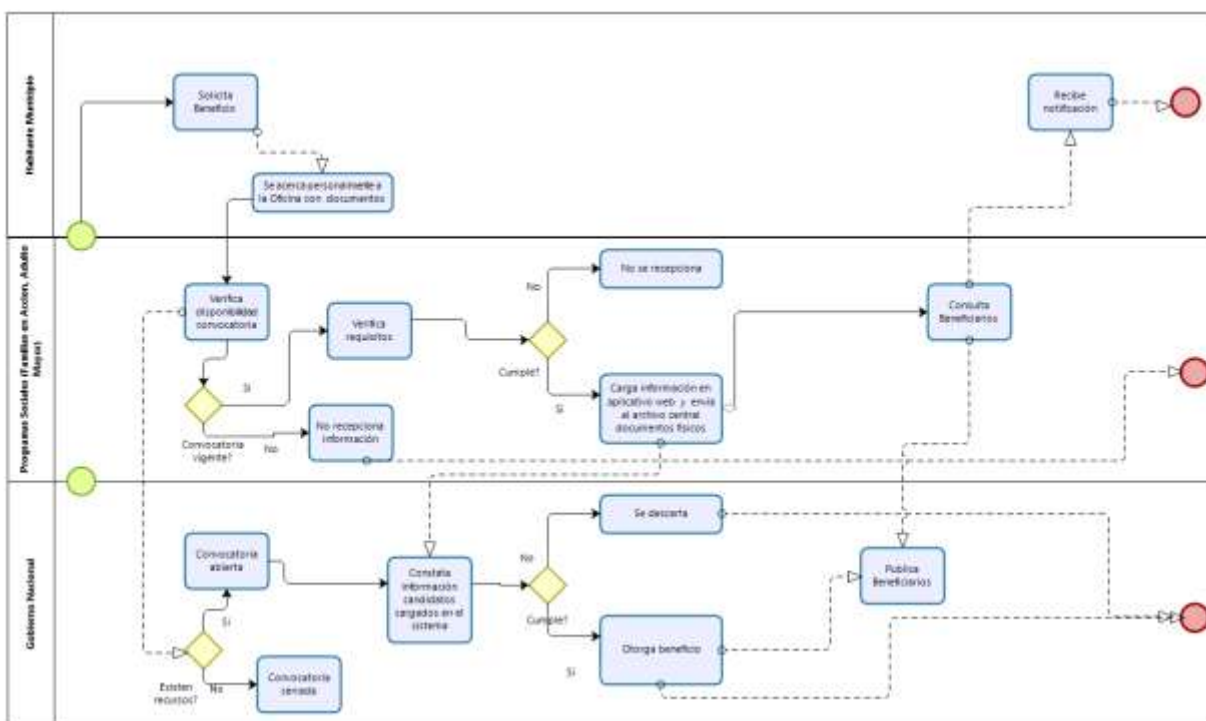 Habitante Municipio
Solicita
Beneficio
Se acerca personalmente a
la Oficina con documentos
Recibe
notificación
Programas Sociales (Familias en Accion, Adulto
Mayor)
Verifica
disponibilidad
convocatoria
Convocatoria
vigente?
Si
No
Verifica
requisitos
No recepciona
información
Cumple?
No
Si
No se recepciona
Carga información en
aplicativo web y envia
al archivo central
documentos físicos
Consulta
Beneficiarios
Gobierno Nacional
Existen
recursos?
Si
No
Convocatoria
abierta
Convocatoria
cerrada
Constata
información
candidatos
cargados en el
sistema
Cumple?
No
Si
Se descarta
Otorga beneficio
Publica
Beneficiarios